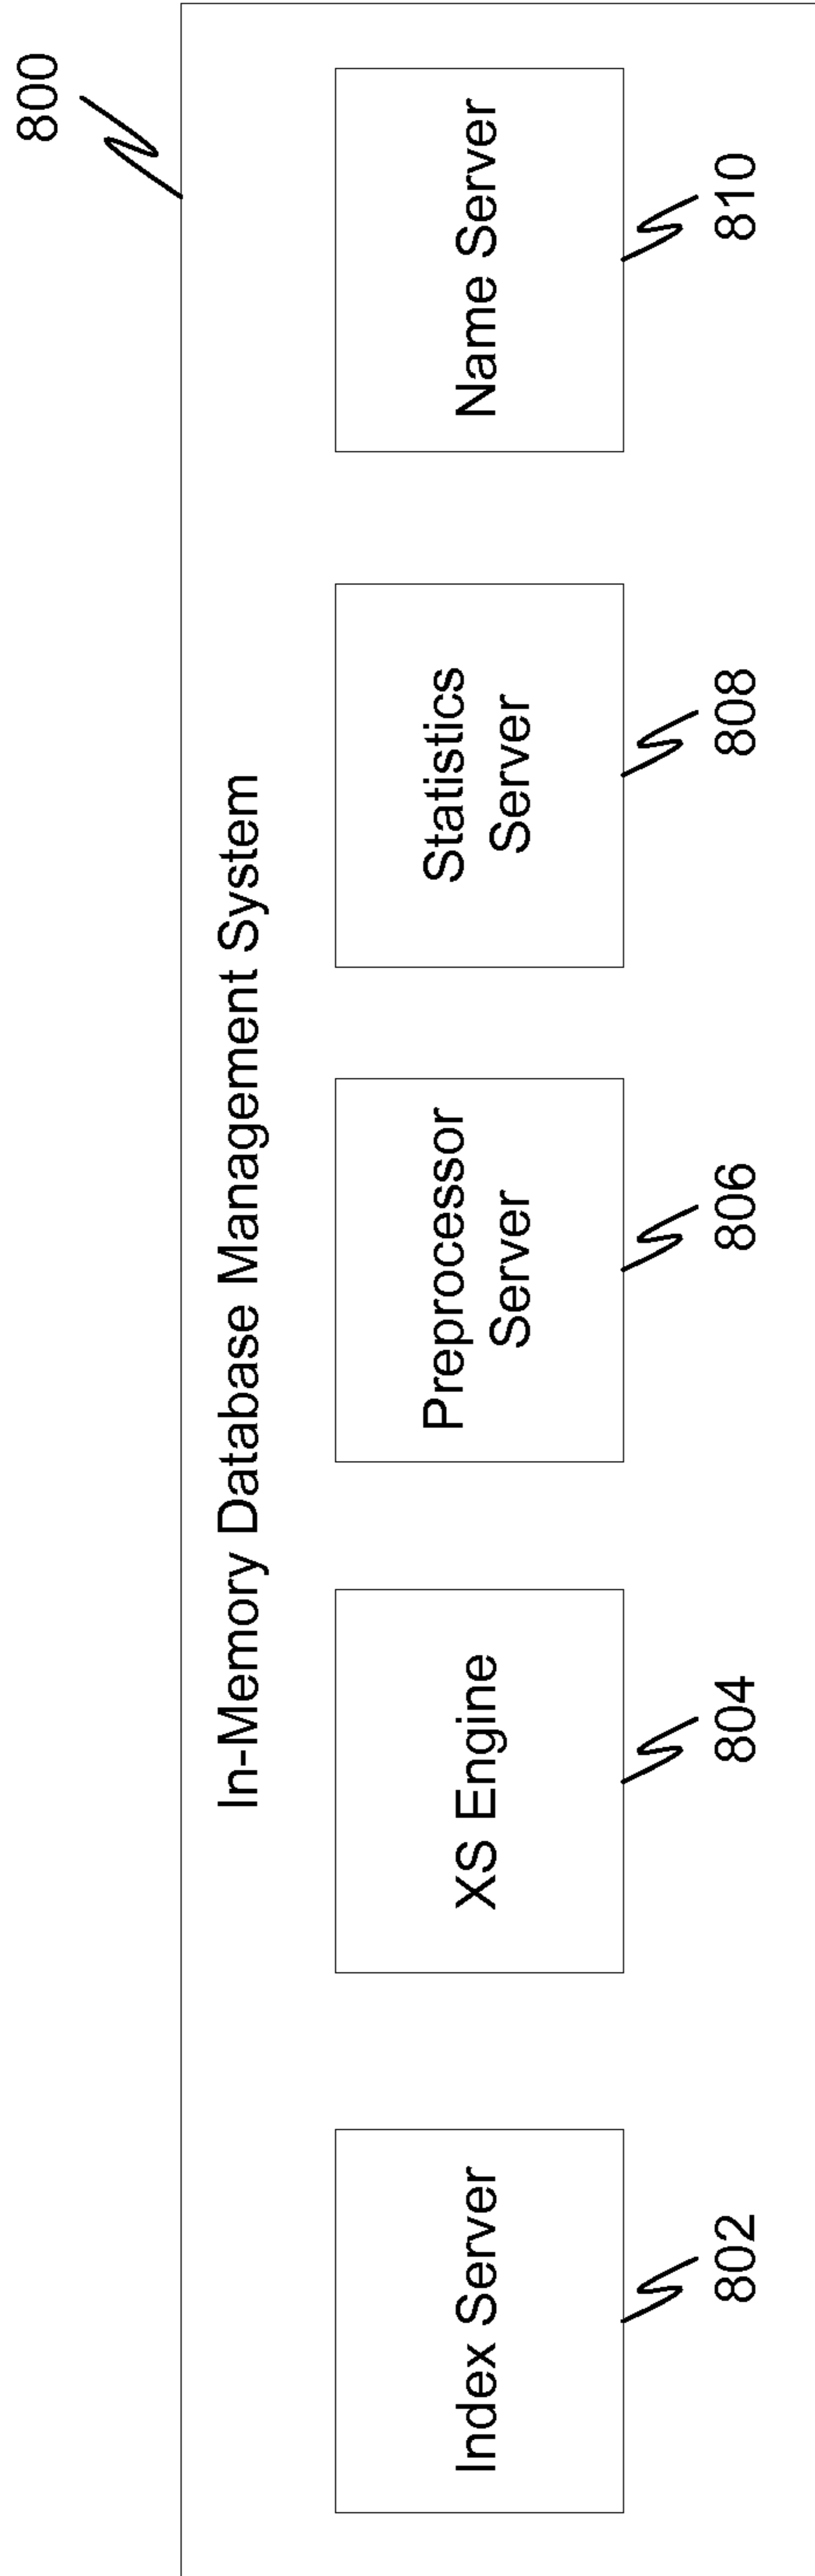 800
In-Memory Database Management System
Index Server
XS Engine
Preprocessor
Server
Statistics
Server
Name Server
802
804
806
808
810